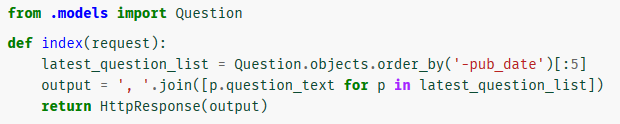 from .models import Question
def index(request):
    latest_question_list = Question.objects.order_by('-pub_date')[:5]
    output = ', '.join([p.question_text for p in latest_question_list])
    return HttpResponse(output)